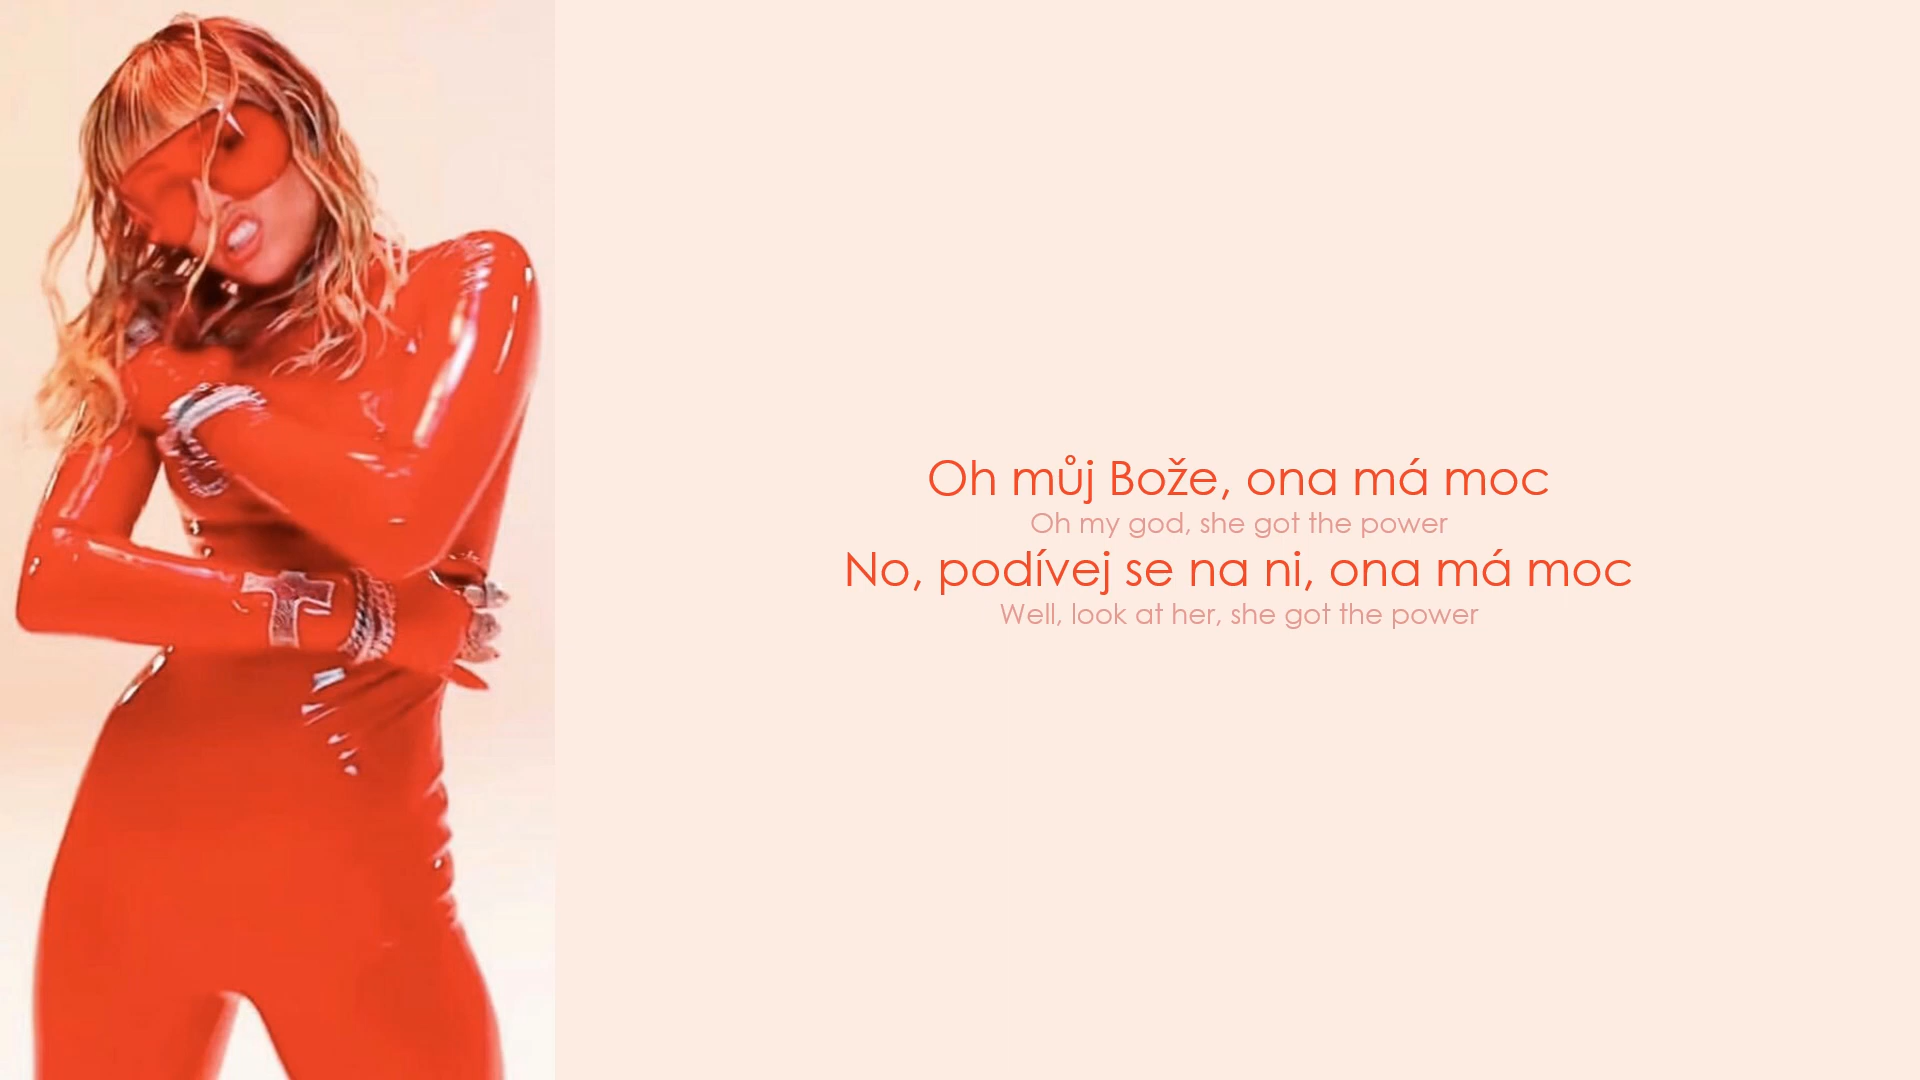 Oh můj Bože, ona má moc
Oh my god, she got the power
No, podívej se na ni, ona má moc
Well, look at her, she got the power